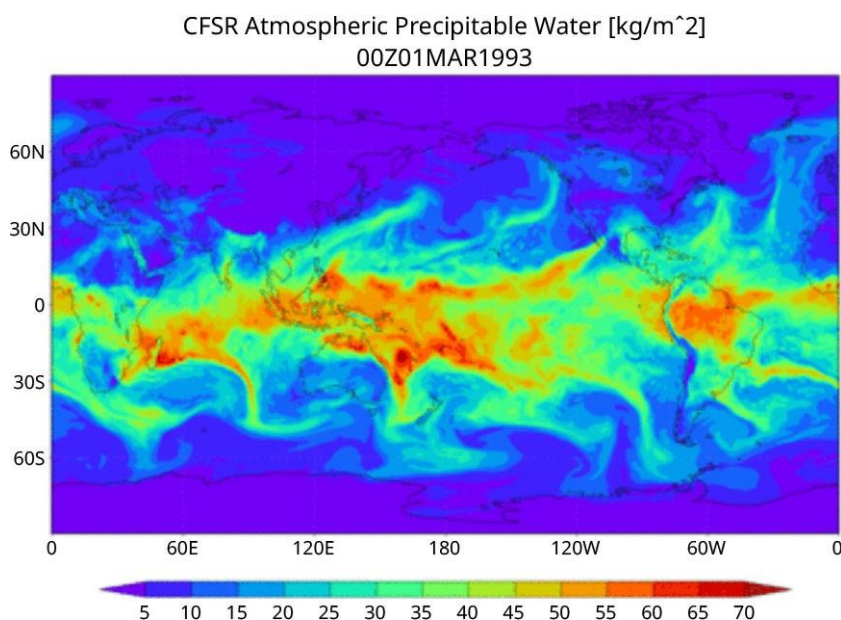 CFSR Atmospheric Precipitable Water [kg/m^2]
00Z01MAR1993
60N
30N
0
30S
60S
0 60E 120E 180 120W 60W 0
5 10 15 20 25 30 35 40 45 50 55 60 65 70